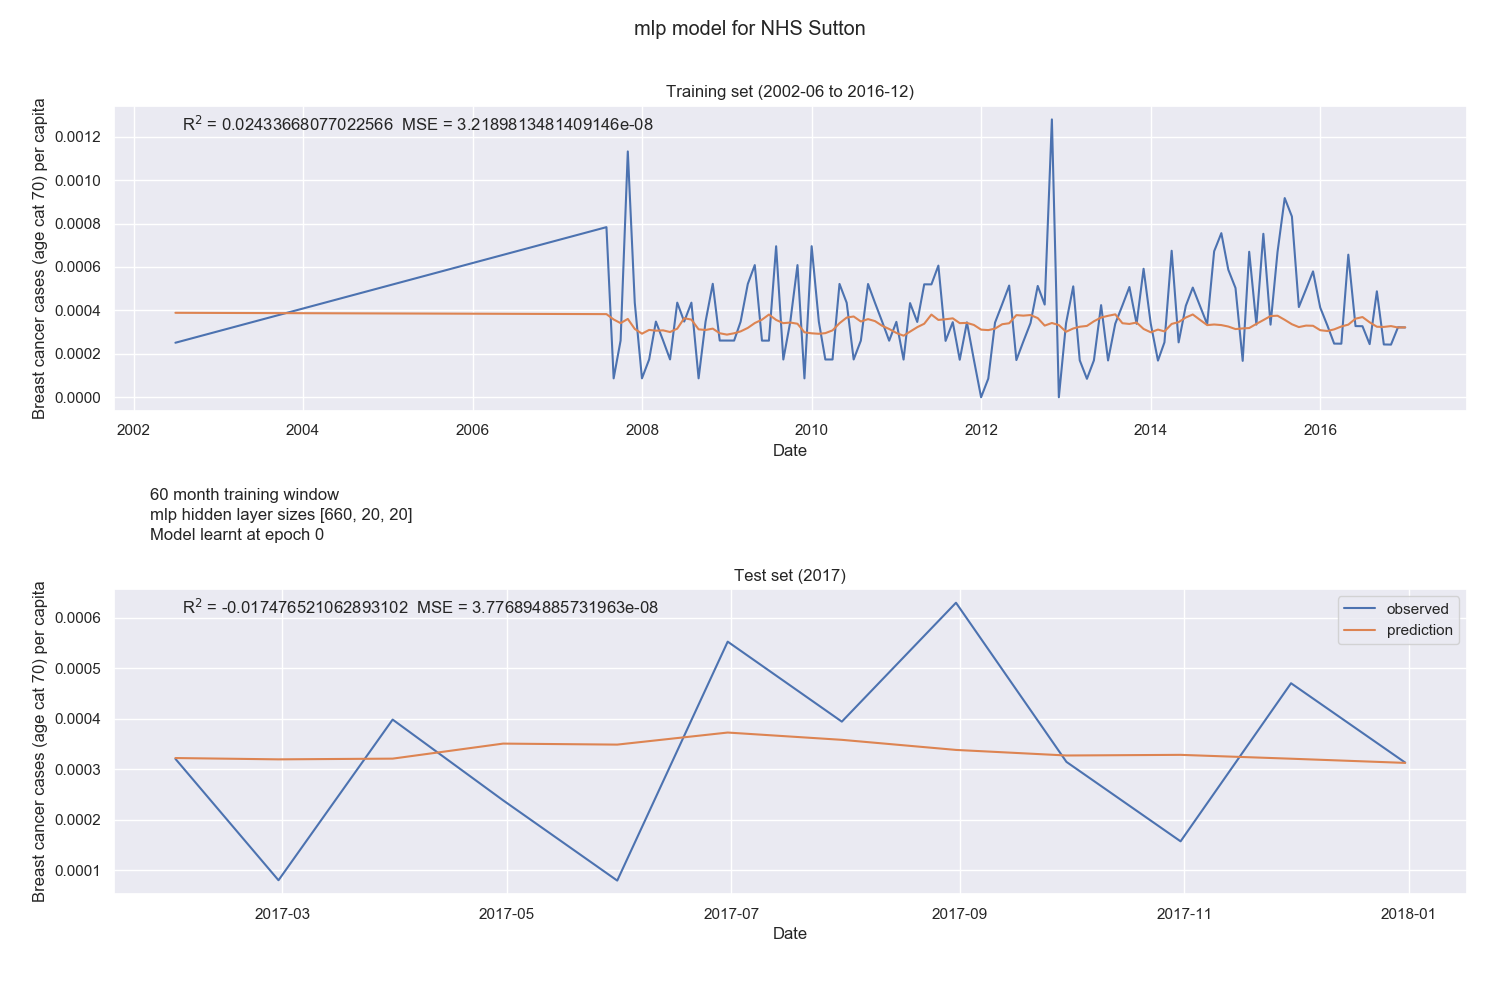 mlp model for NHS Sutton
Training set (2002-06 to 2016-12)
R² = 0.02433668077022566 MSE = 3.2189813481409146e-08
Breast cancer cases (age cat 70) per capita
0.0012
0.0010
0.0008
0.0006
0.0004
0.0002
0.0000
2002 2004 2006 2008 2010 2012 2014 2016
Date
60 month training window
mlp hidden layer sizes [660, 20, 20]
Model learnt at epoch 0
Test set (2017)
R² = -0.017476521062893102 MSE = 3.776894885731963e-08
observed
prediction
Breast cancer cases (age cat 70) per capita
0.0006
0.0005
0.0004
0.0003
0.0002
0.0001
2017-03 2017-05 2017-07 2017-09 2017-11 2018-01
Date